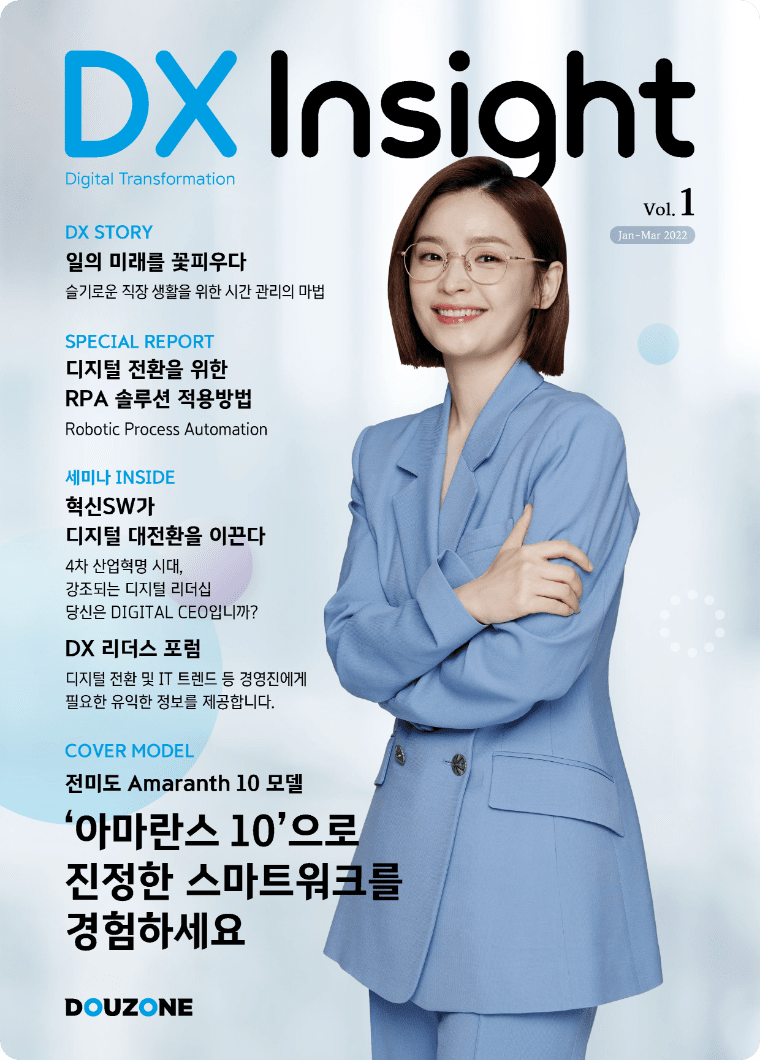 DX Insight
Digital Transformation
Vol. 1
Jan-Mar 2022
DX STORY
일의 미래를 꽃피우다
슬기로운 직장 생활을 위한 시간 관리의 마법
SPECIAL REPORT
디지털 전환을 위한
RPA 솔루션 적용방법
Robotic Process Automation
세미나 INSIDE
혁신SW가
디지털 대전환을 이끈다
4차 산업혁명 시대,
강조되는 디지털 리더십
당신은 DIGITAL CEO입니까?
DX 리더스 포럼
디지털 전환 및 IT 트렌드 등 경영진에게
필요한 유익한 정보를 제공합니다.
COVER MODEL
전미도 Amaranth 10 모델
‘아마란스 10’으로
진정한 스마트워크를
경험하세요
DOUZONE